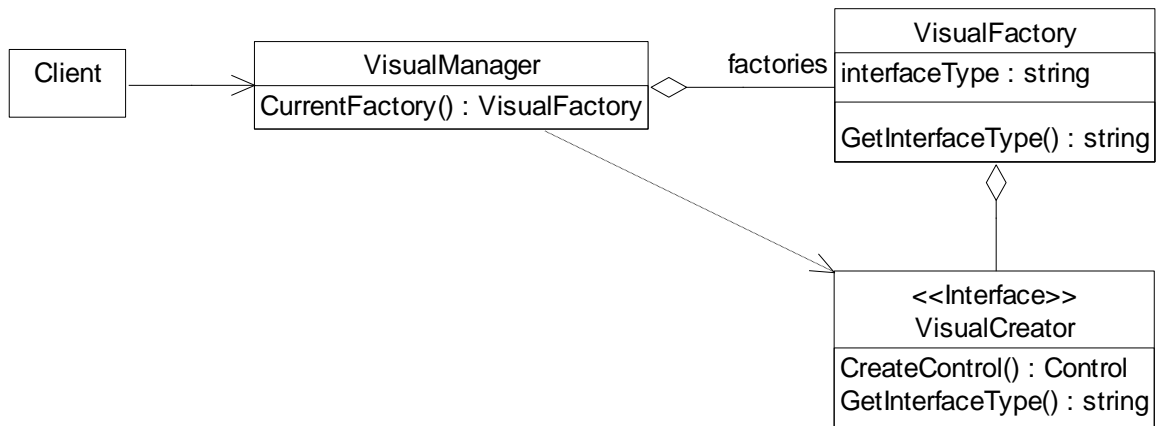 Client
VisualManager
CurrentFactory() : VisualFactory
factories
VisualFactory
interfaceType : string
GetInterfaceType() : string
<<Interface>>
VisualCreator
CreateControl() : Control
GetInterfaceType() : string